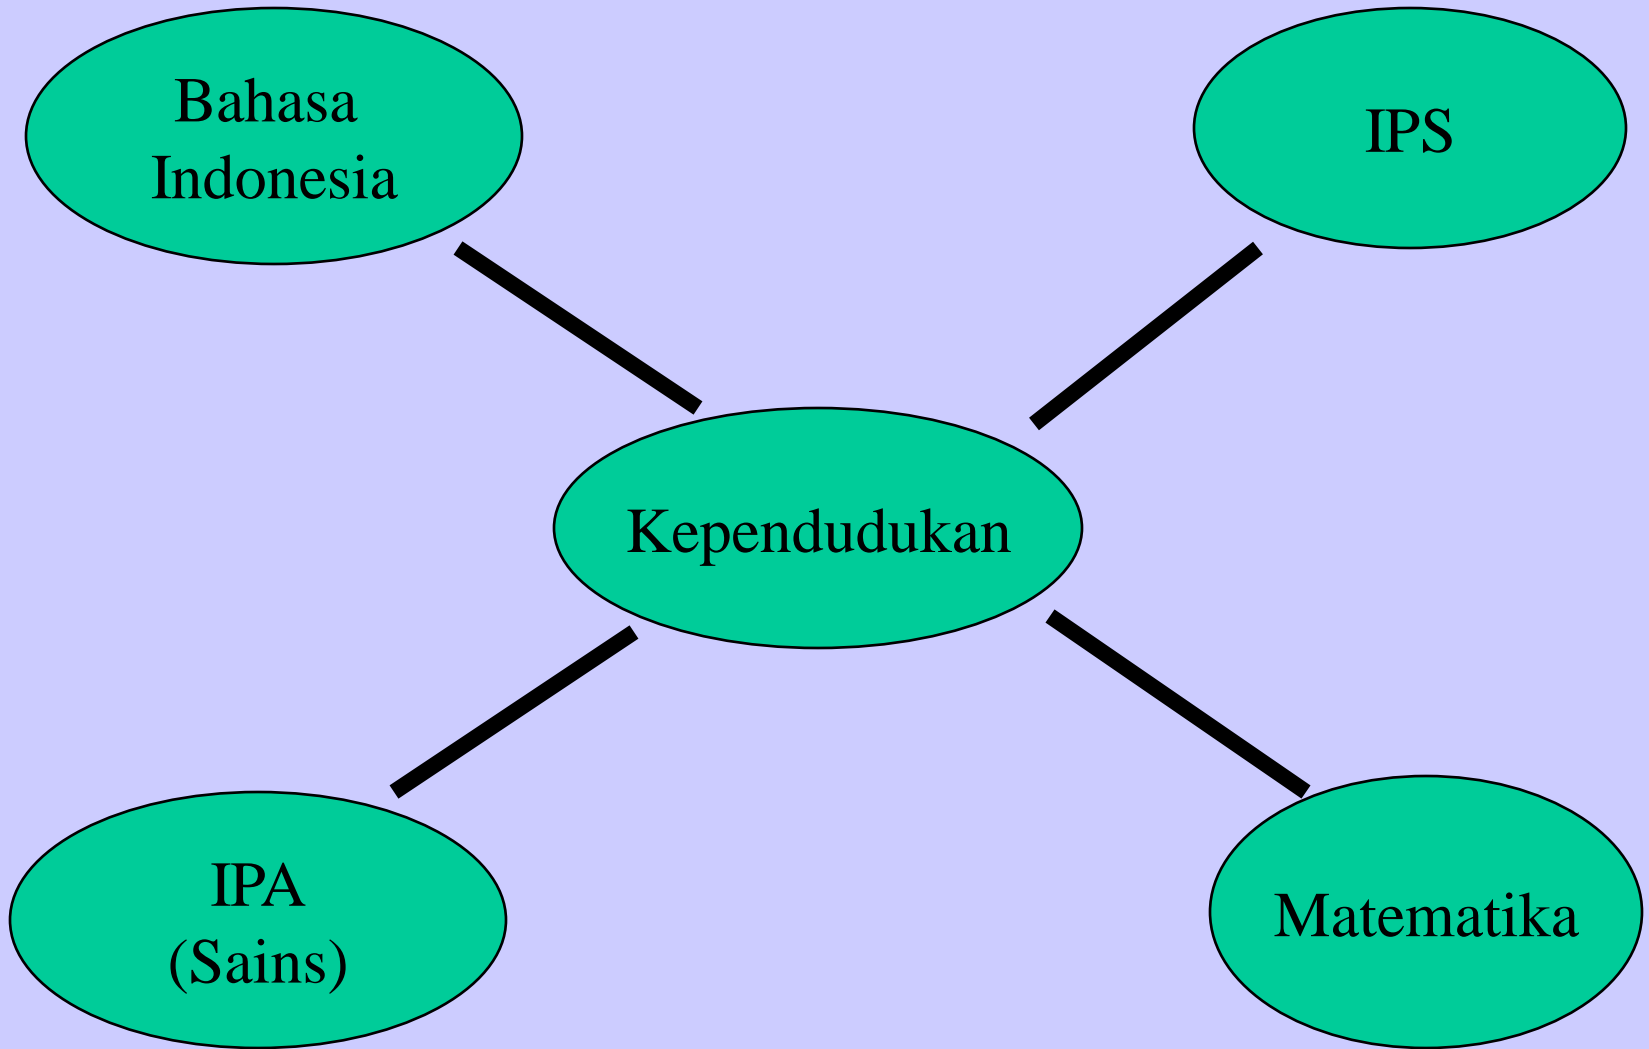 Bahasa
Indonesia
IPS
Kependudukan
IPA
(Sains)
Matematika